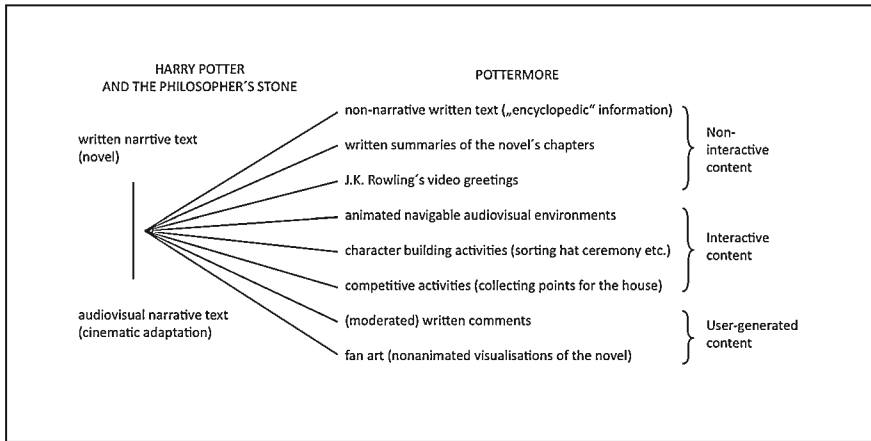 HARRY POTTER
AND THE PHILOSOPHER´S STONE
POTTERMORE
written narrtive text
(novel)
audiovisual narrative text
(cinematic adaptation)
non-narrative written text („encyclopedic“ information)
written summaries of the novel´s chapters
J.K. Rowling´s video greetings
animated navigable audiovisual environments
character building activities (sorting hat ceremony etc.)
competitive activities (collecting points for the house)
(moderated) written comments
fan art (nonanimated visualisations of the novel)
Non-
interactive
content
Interactive
content
User-generated
content